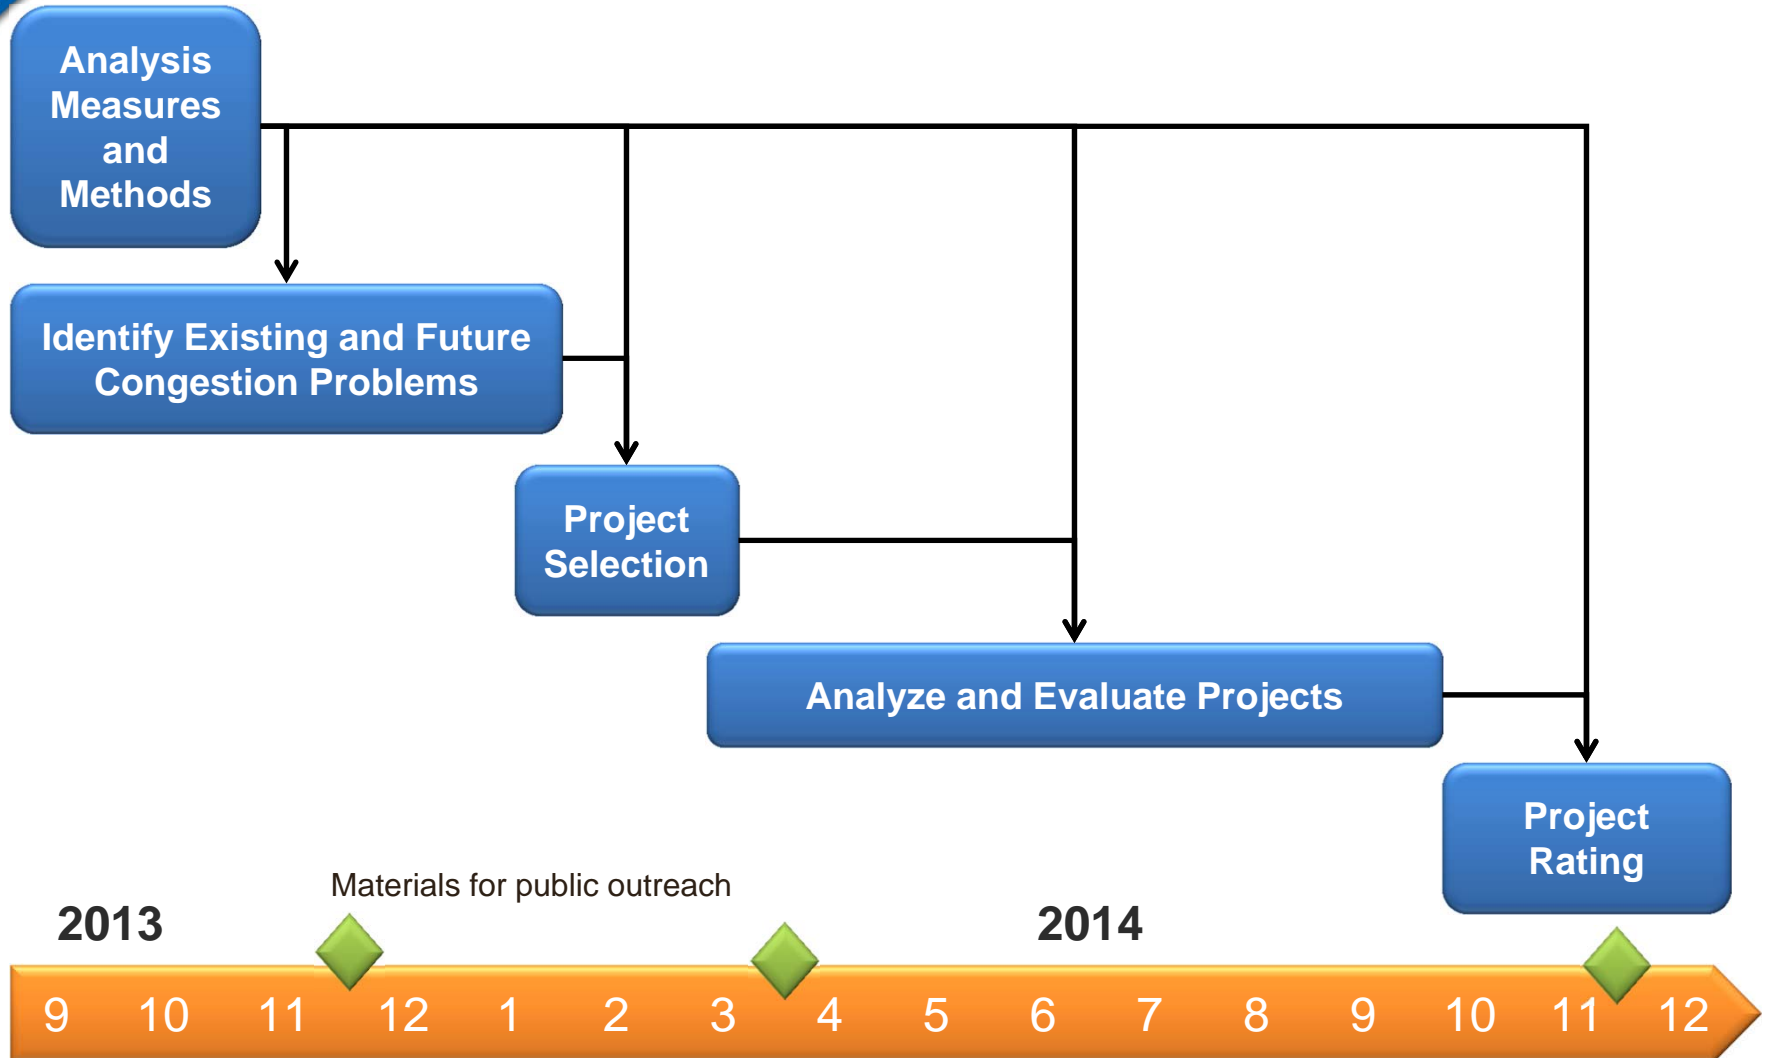 Analysis
Measures
and
Methods
Identify Existing and Future
Congestion Problems
Project
Selection
Analyze and Evaluate Projects
Project
Rating
Materials for public outreach
2013
2014
9 10 11 12 1 2 3 4 5 6 7 8 9 10 11 12